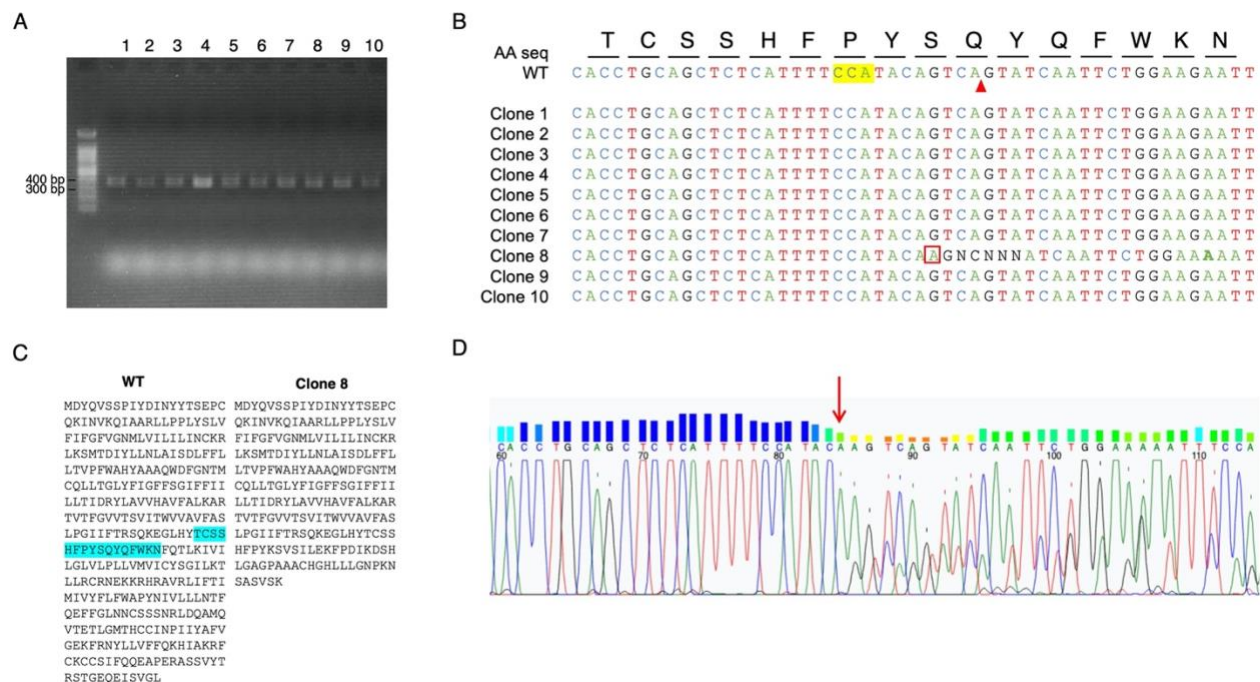 A
1 2 3 4 5 6 7 8 9 10
400 bp
300 bp
B
AA seq T C S S H F P Y S Q Y Q F W K N
WT CACCTGCAGCTCTCATTTTCCATACAGTCAGTATCAATTCTGGAAGAATT
Clone 1 CACCTGCAGCTCTCATTTTCCATACAGTCAGTATCAATTCTGGAAGAATT
Clone 2 CACCTGCAGCTCTCATTTTCCATACAGTCAGTATCAATTCTGGAAGAATT
Clone 3 CACCTGCAGCTCTCATTTTCCATACAGTCAGTATCAATTCTGGAAGAATT
Clone 4 CACCTGCAGCTCTCATTTTCCATACAGTCAGTATCAATTCTGGAAGAATT
Clone 5 CACCTGCAGCTCTCATTTTCCATACAGTCAGTATCAATTCTGGAAGAATT
Clone 6 CACCTGCAGCTCTCATTTTCCATACAGTCAGTATCAATTCTGGAAGAATT
Clone 7 CACCTGCAGCTCTCATTTTCCATACAGTCAGTATCAATTCTGGAAGAATT
Clone 8 CACCTGCAGCTCTCATTTTCCATACAAGNCNNNATCAATTCTGGAAAAATT
Clone 9 CACCTGCAGCTCTCATTTTCCATACAGTCAGTATCAATTCTGGAAGAATT
Clone 10 CACCTGCAGCTCTCATTTTCCATACAGTCAGTATCAATTCTGGAAGAATT
C
WT
MDYQVSSPIYDINYYTSEPC
QKINVKQIAARLLPPLYSLV
FIFGFVGNMLVILILINCKR
LKSMTDIYLLNLAISDLFFL
LTVPFWAHYAAAQWDFGNTM
CQLLTGLYFIGFFSGIFFII
LLTIDRYLAVVHAVFALKAR
TVTFGVVTSVITWVVAVFAS
LPGIIFTRSQKEGLHYTCSS
HFPYSQYQFWKNFQTLKIVI
LGLVLPLLVMVICYSGILKT
LLRCRNEKKRHRAVRLIFTI
MIVYFLFWAPYNIVLLLNTF
QEFFGLNNCSSSNRLDQAMQ
VTETLGMTHCCINPIIYAFV
GEKFRNYLLVFFQKHIAKRF
CKCCSIFQQEAPERASSVYT
RSTGEQEISVGL
Clone 8
MDYQVSSPIYDINYYTSEPC
QKINVKQIAARLLPPLYSLV
FIFGFVGNMLVILILINCKR
LKSMTDIYLLNLAISDLFFL
LTVPFWAHYAAAQWDFGNTM
CQLLTGLYFIGFFSGIFFII
LLTIDRYLAVVHAVFALKAR
TVTFGVVTSVITWVVAVFAS
LPGIIFTRSQKEGLHYTCSS
HFPYKSVSILEKFPDIKDSH
LGAGPAAACHGHLLLGNPKN
SASVSK
D
CACCTGCAGCTCTCATTTTCCATACAAGTCAGTATCAATTCTGGAAAAATTTCCA
60 70 80 90 100 110